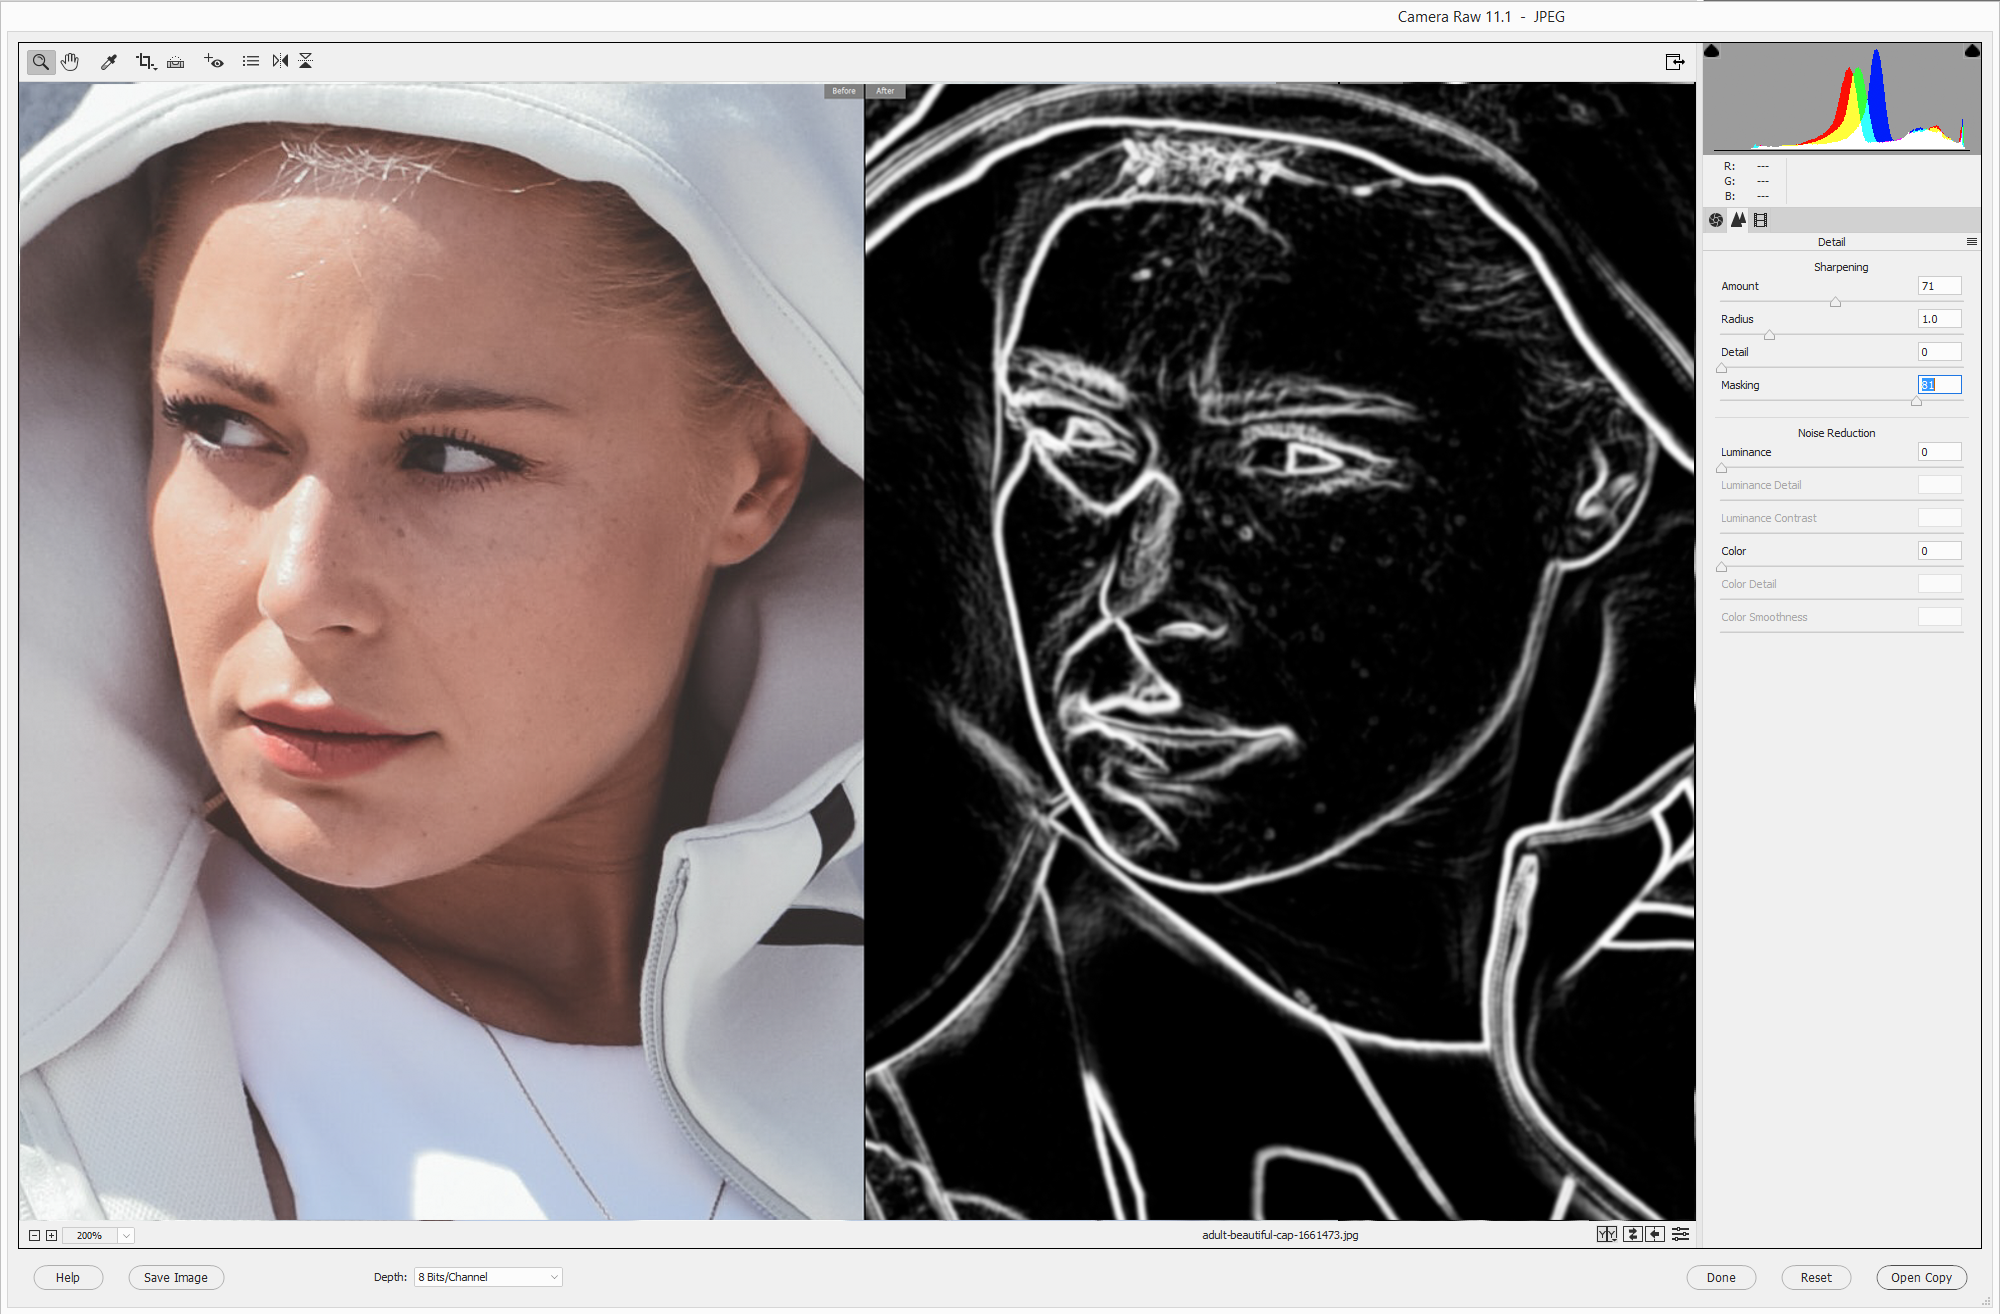 Camera Raw 11.1 - JPEG
Before
After
R: ---
G: ---
B: ---
Detail
Sharpening
Amount 71
Radius 1.0
Detail 0
Masking 81
Noise Reduction
Luminance 0
Luminance Detail
Luminance Contrast
Color 0
Color Detail
Color Smoothness
200%
adult-beautiful-cap-1661473.jpg
Y Y
Help
Save Image
Depth: 8 Bits/Channel
Done
Reset
Open Copy